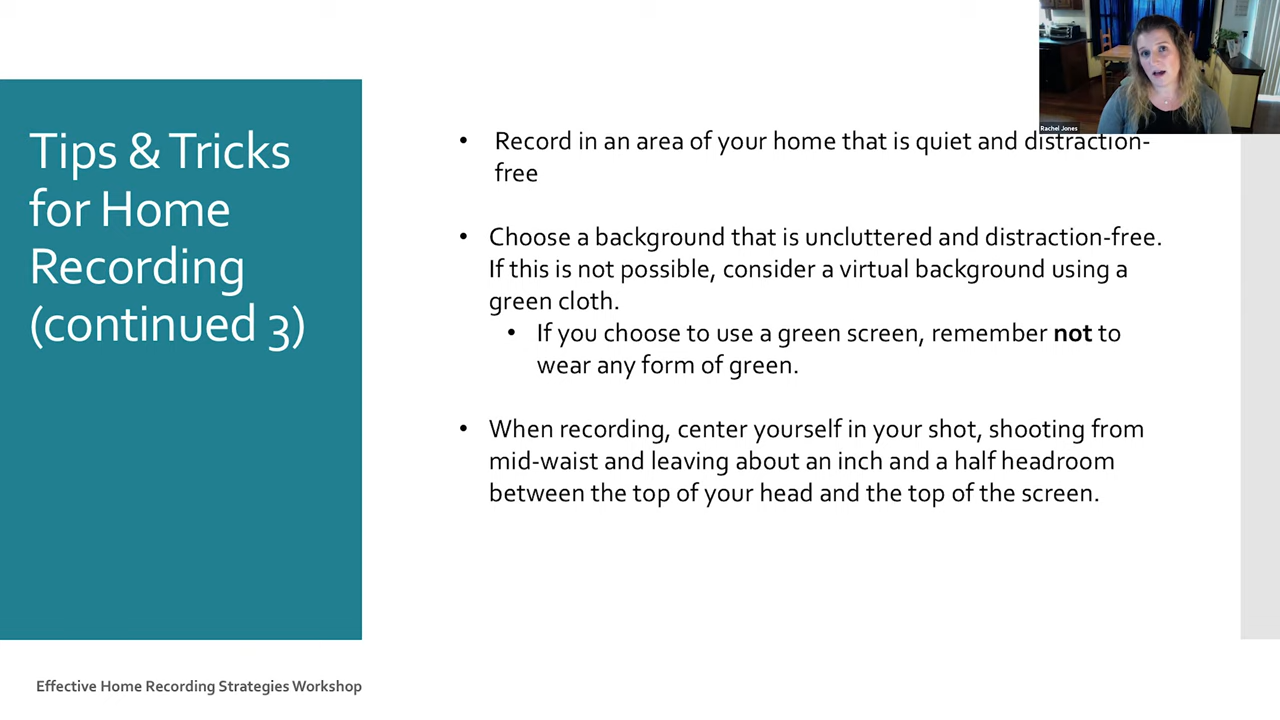 Tips & Tricks
for Home
Recording
(continued 3)
Rachel Jones
• Record in an area of your home that is quiet and distraction-
free
• Choose a background that is uncluttered and distraction-free.
If this is not possible, consider a virtual background using a
green cloth.
• If you choose to use a green screen, remember not to
wear any form of green.
• When recording, center yourself in your shot, shooting from
mid-waist and leaving about an inch and a half headroom
between the top of your head and the top of the screen.
Effective Home Recording Strategies Workshop